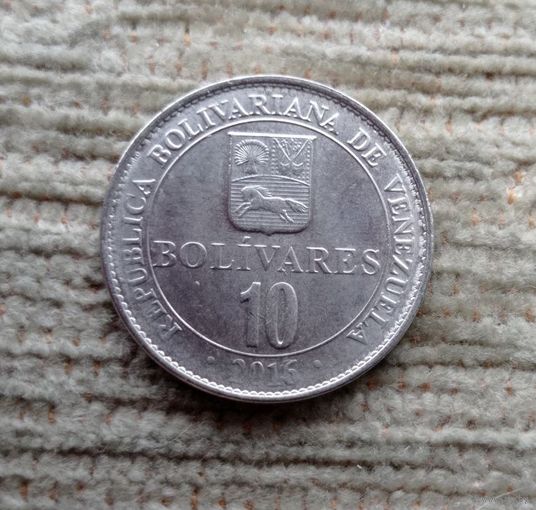 REPUBLICA BOLIVARIANA DE VENEZUELA
BOLÍVARES
10
· 2016 ·